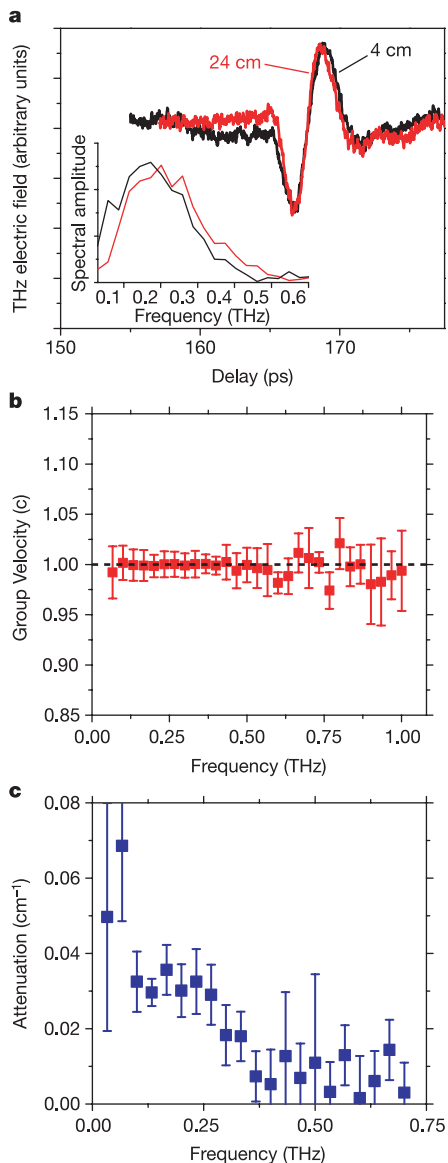 a
THz electric field (arbitrary units)
24 cm
4 cm
Spectral amplitude
0.1 0.2 0.3 0.4 0.5 0.6
Frequency (THz)
150 160 170
Delay (ps)
b
Group Velocity (c)
1.15
1.10
1.05
1.00
0.95
0.90
0.85
0.00 0.25 0.50 0.75 1.00
Frequency (THz)
c
Attenuation (cm⁻¹)
0.08
0.06
0.04
0.02
0.00
0.00 0.25 0.50 0.75
Frequency (THz)